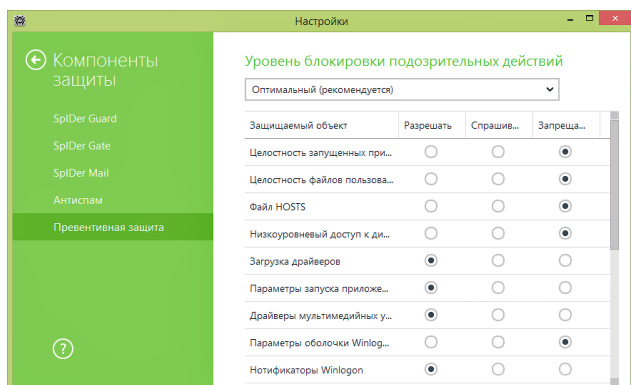 Настройки
Компоненты
защиты
SpIDer Guard
SpIDer Gate
SpIDer Mail
Антиспам
Превентивная защита
?
Уровень блокировки подозрительных действий
Оптимальный (рекомендуется)
Защищаемый объект Разрешать Спрашив... Запреща...
Целостность запущенных при...
Целостность файлов пользова...
Файл HOSTS
Низкоуровневый доступ к ди...
Загрузка драйверов
Параметры запуска приложе...
Драйверы мультимедийных у...
Параметры оболочки Winlog...
Нотификаторы Winlogon